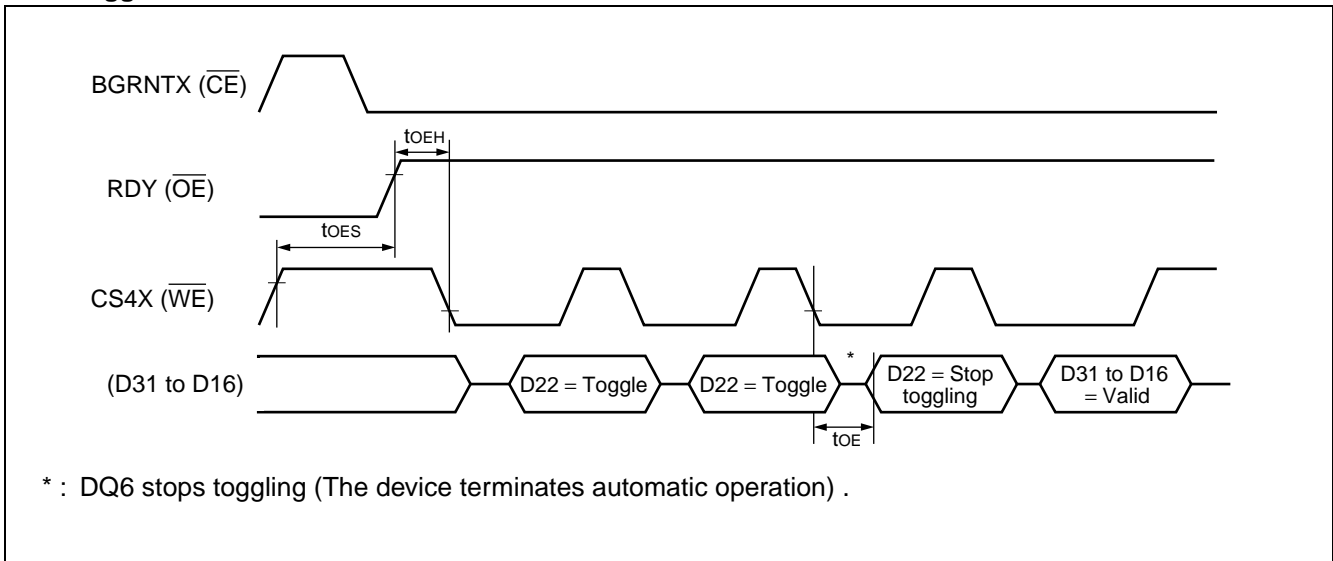 BGRNTX (CE)
tOEH
RDY (OE)
tOES
CS4X (WE)
*
(D31 to D16)
D22 = Toggle
D22 = Toggle
D22 = Stop
toggling
D31 to D16
= Valid
tOE
* : DQ6 stops toggling (The device terminates automatic operation) .